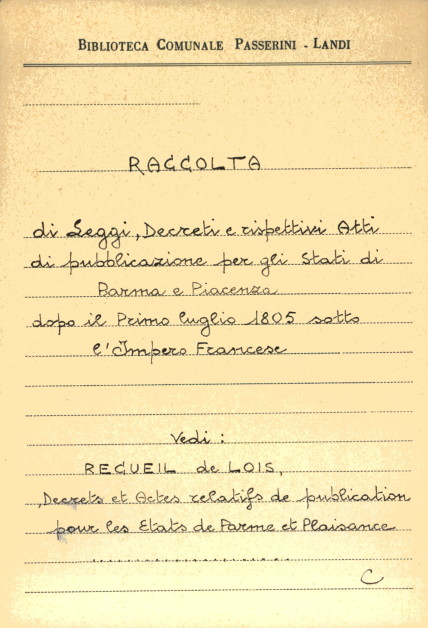 BIBLIOTECA COMUNALE PASSERINI - LANDI
RACCOLTA
di Leggi, Decreti e rispettivi Atti
di pubblicazione per gli Stati di
Parma e Piacenza
dopo il Primo luglio 1805 sotto
l'Impero Francese
Vedi :
RECUEIL de LOIS,
Decrets et Actes relatifs de publication
pour les Etats de Parme et Plaisance
..............................
C